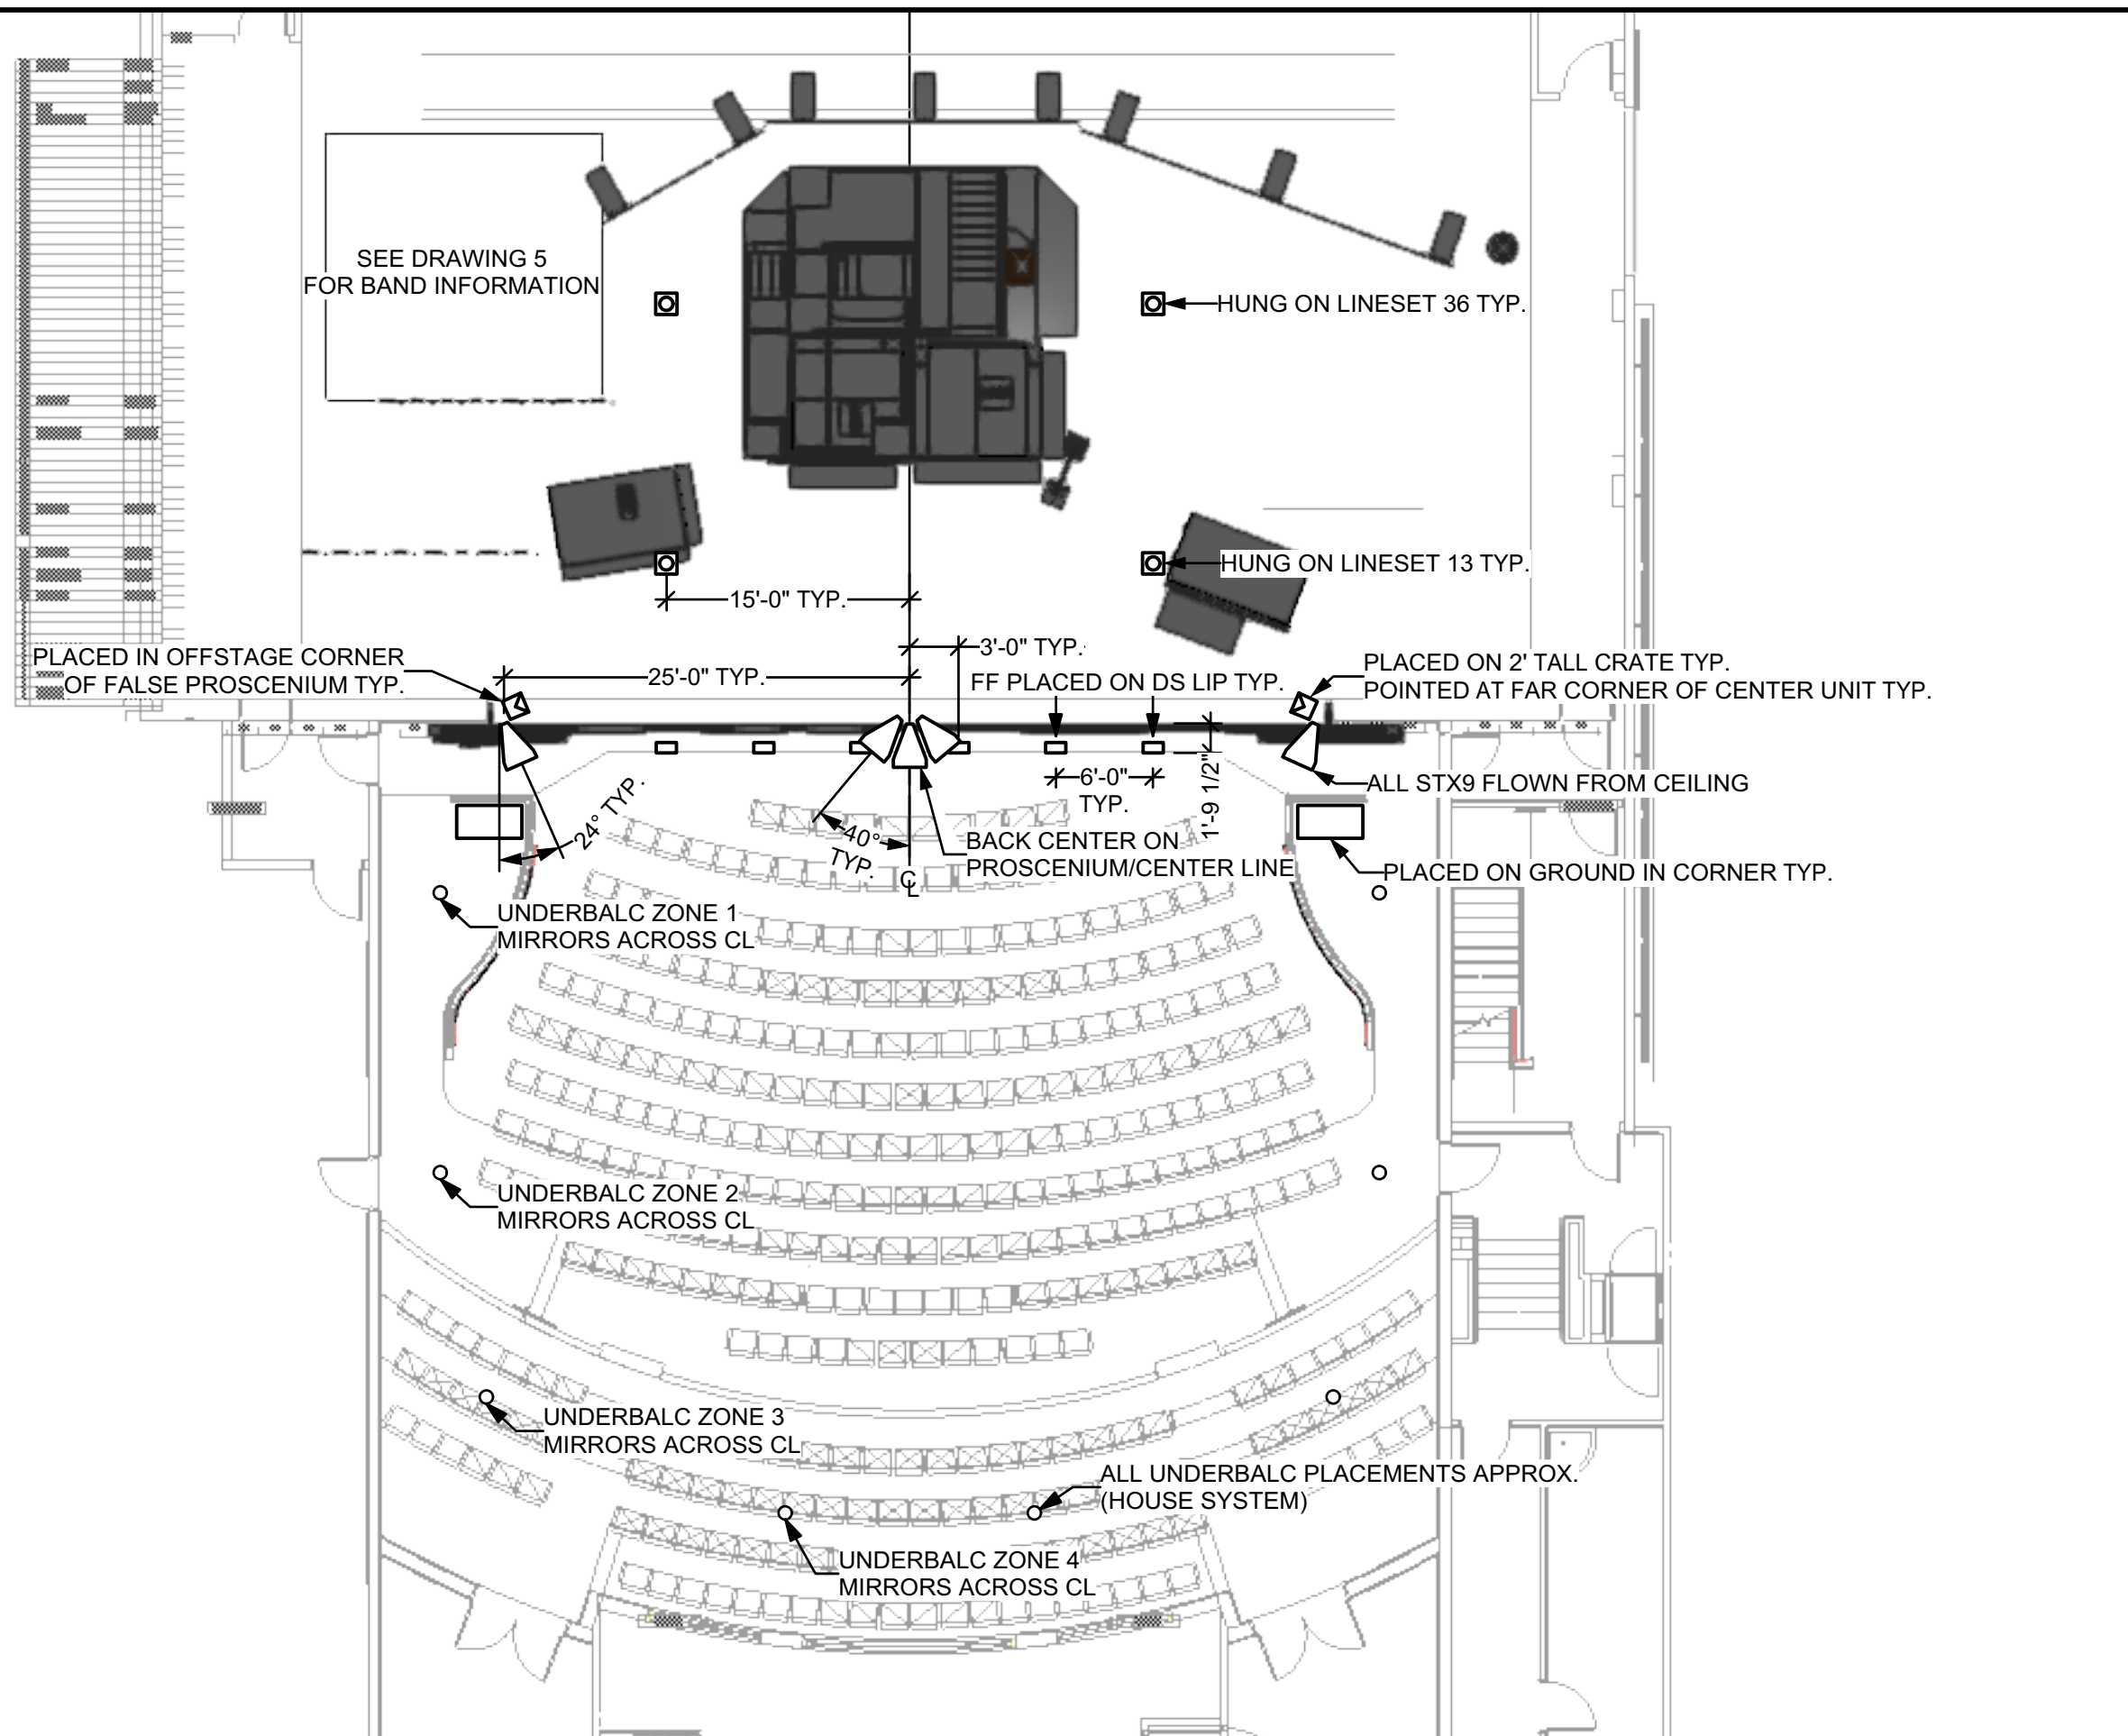 SEE DRAWING 5
FOR BAND INFORMATION
HUNG ON LINESET 36 TYP.
HUNG ON LINESET 13 TYP.
15'-0" TYP.
3'-0" TYP.
PLACED IN OFFSTAGE CORNER
OF FALSE PROSCENIUM TYP.
25'-0" TYP.
FF PLACED ON DS LIP TYP.
PLACED ON 2' TALL CRATE TYP.
POINTED AT FAR CORNER OF CENTER UNIT TYP.
6'-0"
TYP.
1'-9 1/2"
ALL STX9 FLOWN FROM CEILING
24° TYP.
40°
TYP.
BACK CENTER ON
PROSCENIUM/CENTER LINE
CL
PLACED ON GROUND IN CORNER TYP.
UNDERBALC ZONE 1
MIRRORS ACROSS CL
UNDERBALC ZONE 2
MIRRORS ACROSS CL
UNDERBALC ZONE 3
MIRRORS ACROSS CL
ALL UNDERBALC PLACEMENTS APPROX.
(HOUSE SYSTEM)
UNDERBALC ZONE 4
MIRRORS ACROSS CL